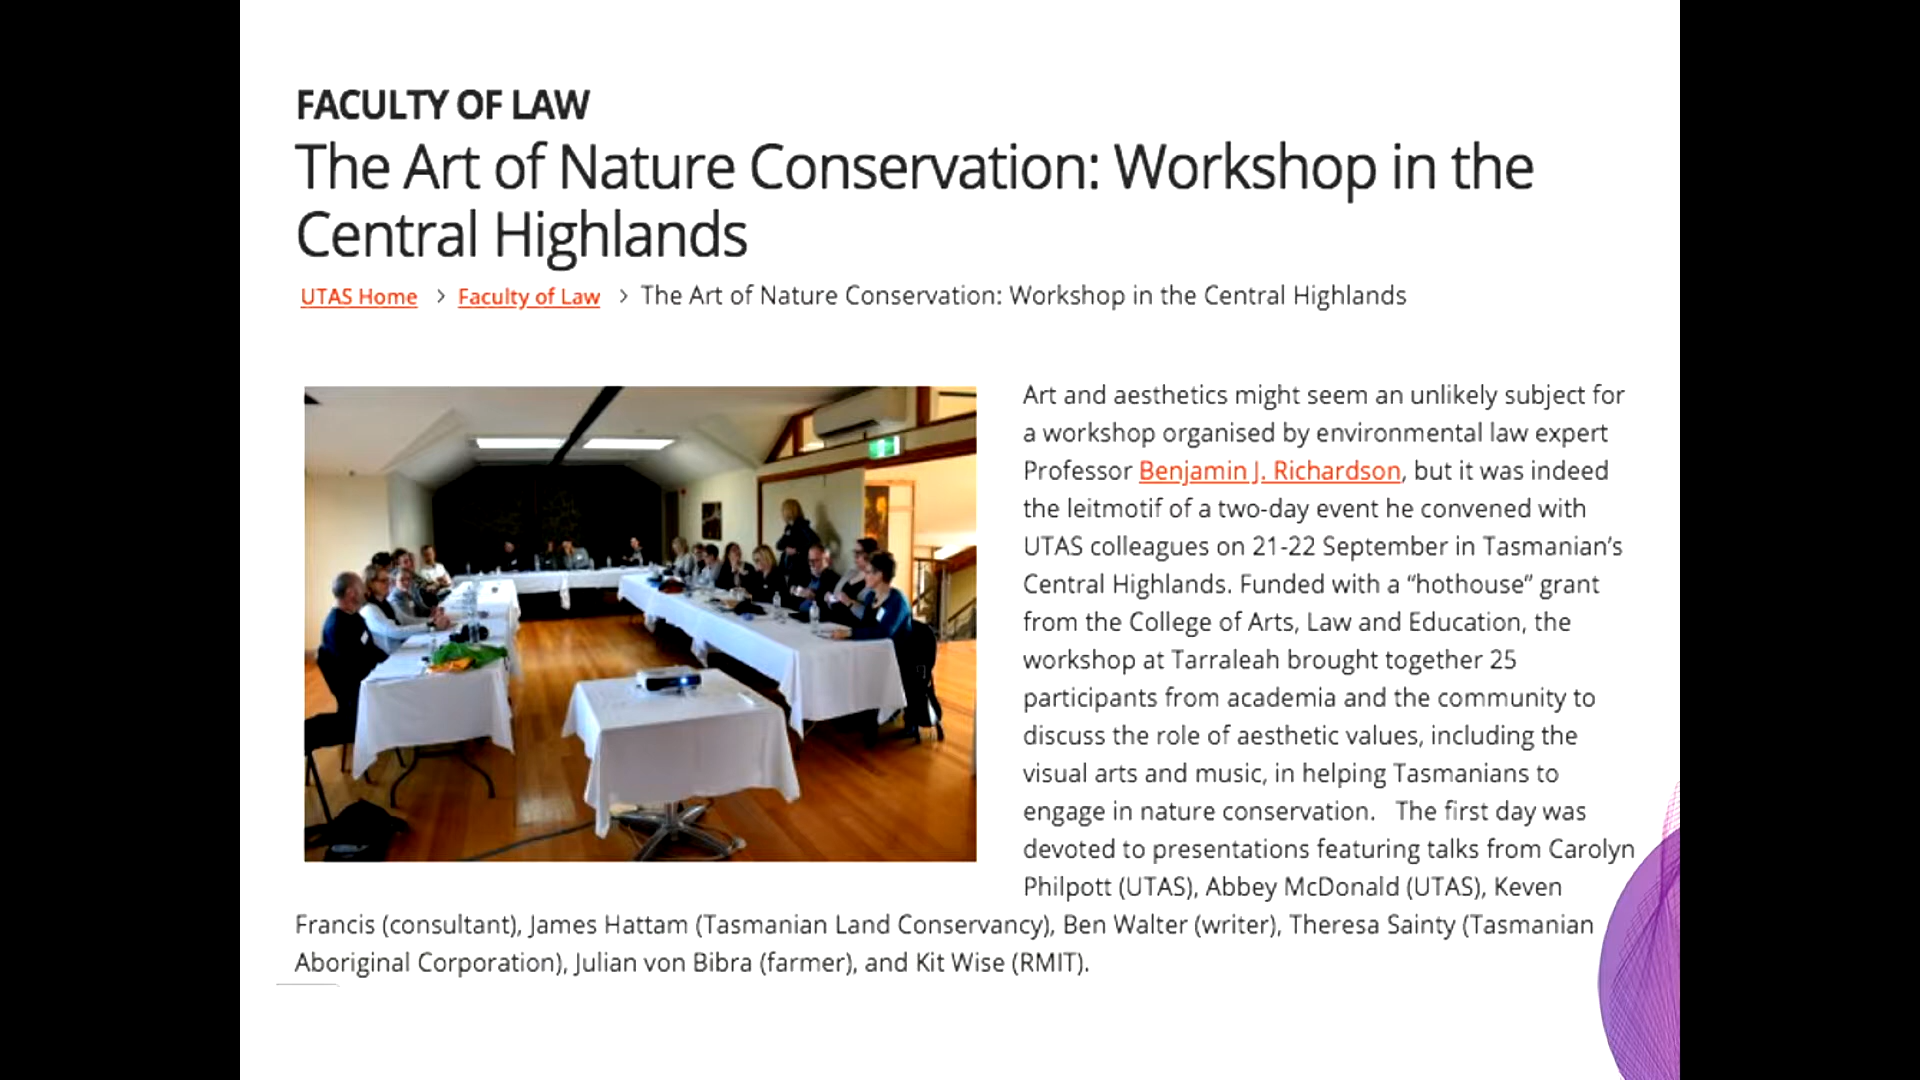 FACULTY OF LAW
The Art of Nature Conservation: Workshop in the
Central Highlands
UTAS Home > Faculty of Law > The Art of Nature Conservation: Workshop in the Central Highlands
Art and aesthetics might seem an unlikely subject for
a workshop organised by environmental law expert
Professor Benjamin J. Richardson, but it was indeed
the leitmotif of a two-day event he convened with
UTAS colleagues on 21-22 September in Tasmanian’s
Central Highlands. Funded with a “hothouse” grant
from the College of Arts, Law and Education, the
workshop at Tarraleah brought together 25
participants from academia and the community to
discuss the role of aesthetic values, including the
visual arts and music, in helping Tasmanians to
engage in nature conservation. The first day was
devoted to presentations featuring talks from Carolyn
Philpott (UTAS), Abbey McDonald (UTAS), Keven
Francis (consultant), James Hattam (Tasmanian Land Conservancy), Ben Walter (writer), Theresa Sainty (Tasmanian
Aboriginal Corporation), Julian von Bibra (farmer), and Kit Wise (RMIT).